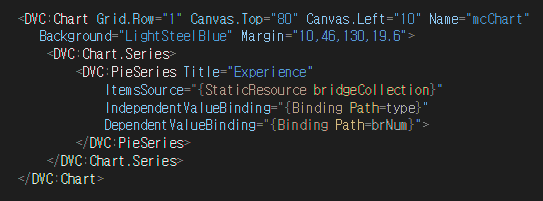 <DVC:Chart Grid.Row="1" Canvas.Top="80" Canvas.Left="10" Name="mcChart"
Background="LightSteelBlue" Margin="10,46,130,19.6">
<DVC:Chart.Series>
<DVC:PieSeries Title="Experience"
ItemsSource="{StaticResource bridgeCollection}"
IndependentValueBinding="{Binding Path=type}"
DependentValueBinding="{Binding Path=brNum}">
</DVC:PieSeries>
</DVC:Chart.Series>
</DVC:Chart>